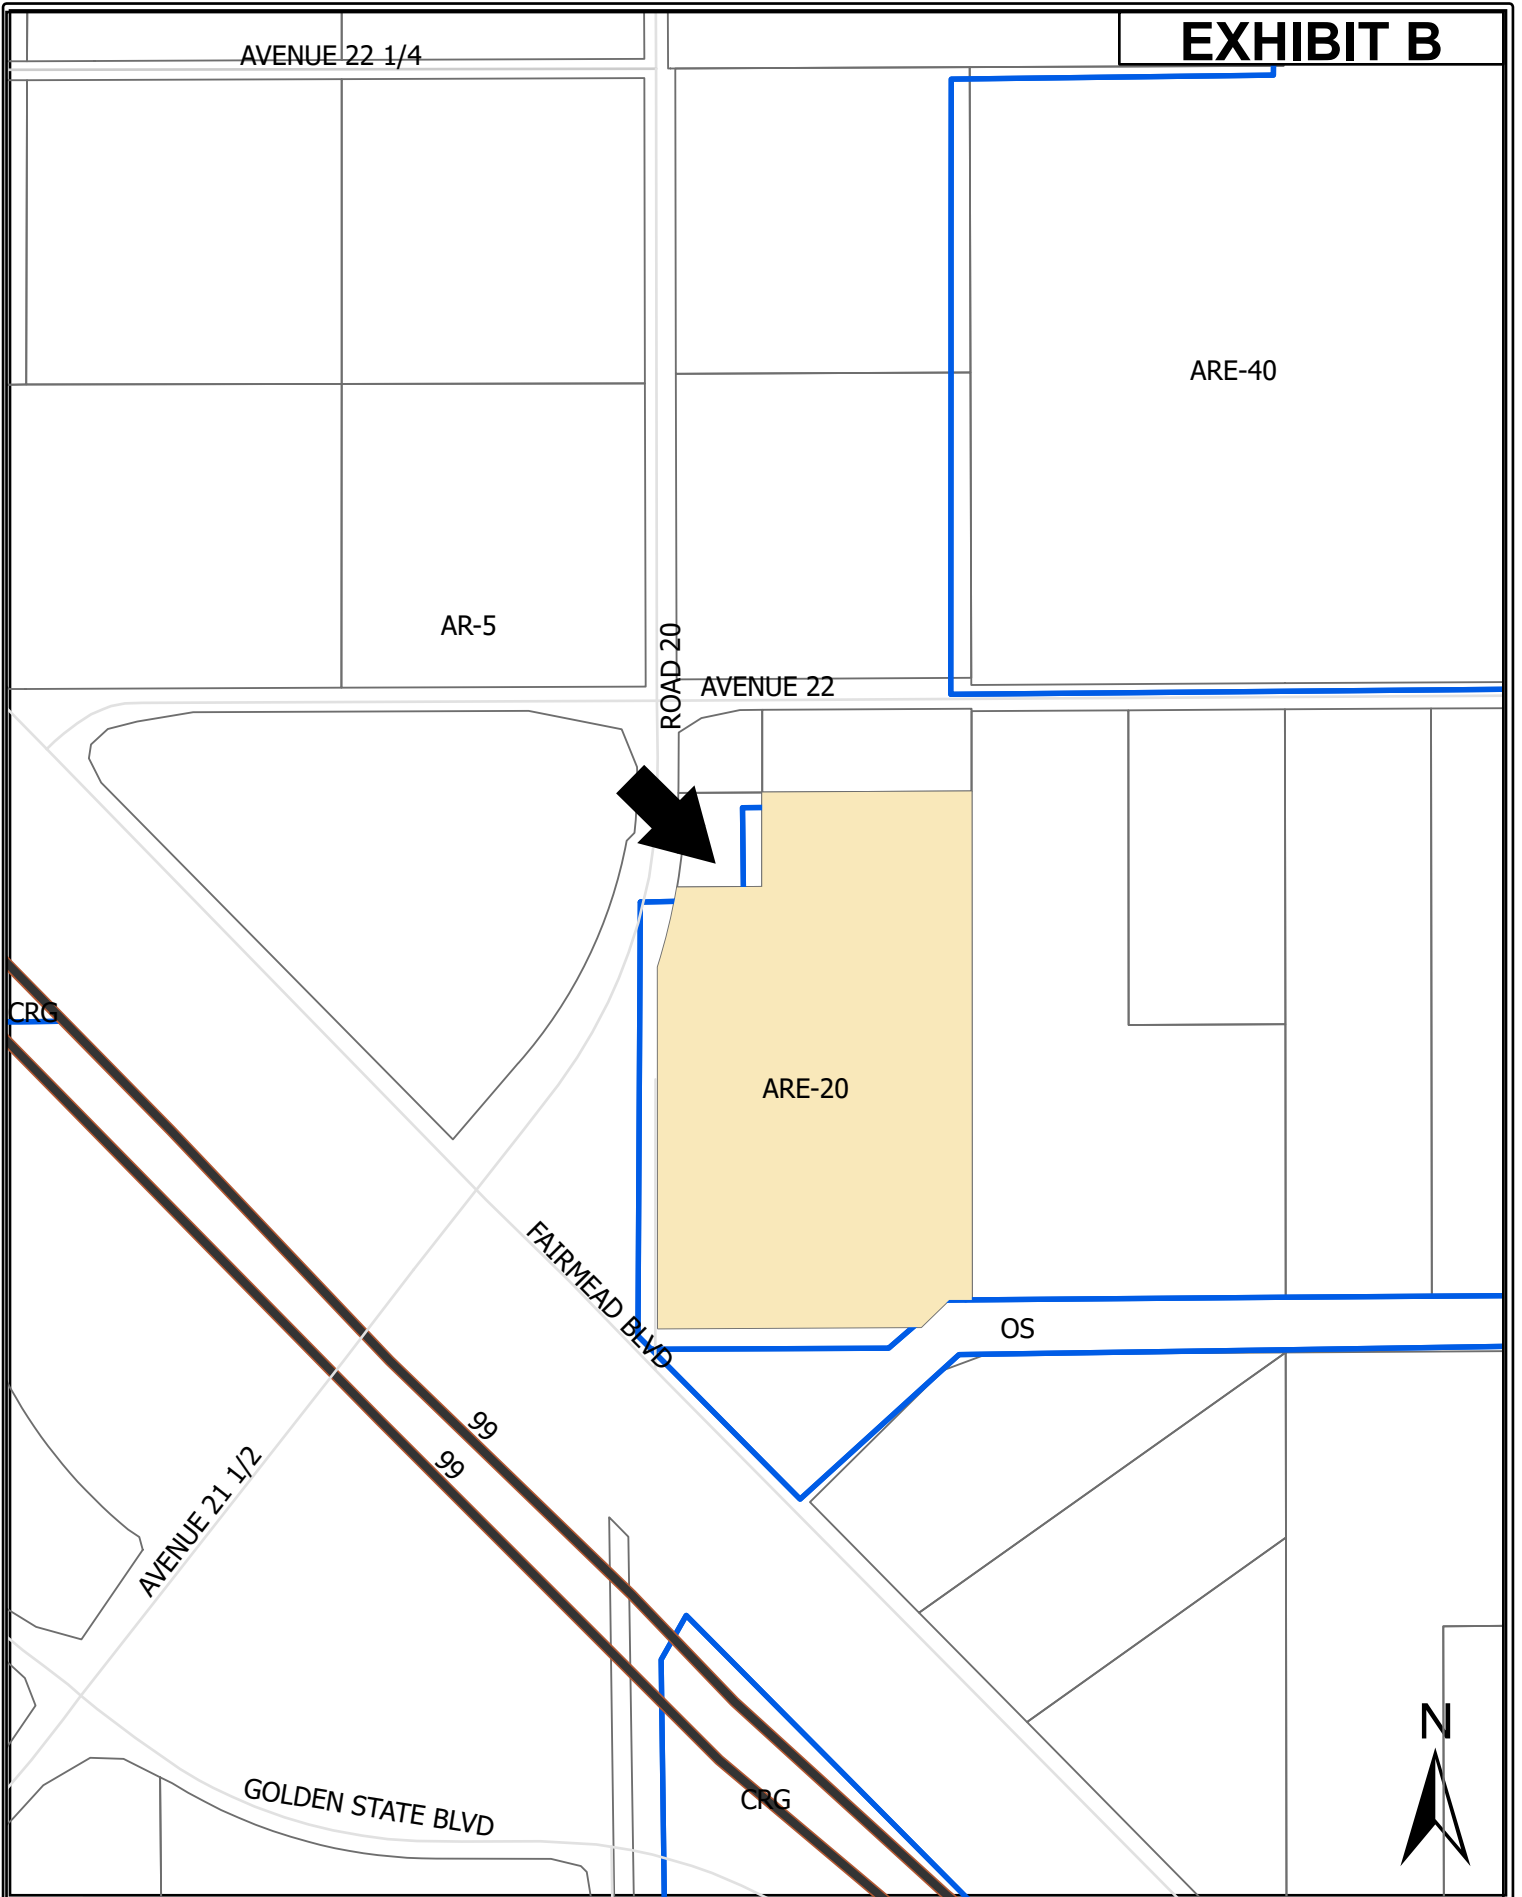 EXHIBIT B
AVENUE 22 1/4
ARE-40
AR-5
ROAD 20
AVENUE 22
CRG
ARE-20
FAIRMEAD BLVD
OS
99
99
AVENUE 21 1/2
N
CRG
GOLDEN STATE BLVD